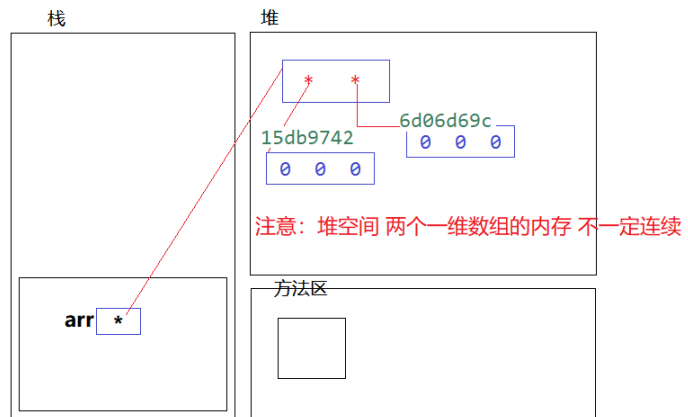 栈
堆
* *
6d06d69c
15db9742
0 0 0
0 0 0
注意：堆空间 两个一维数组的内存 不一定连续
方法区
arr *